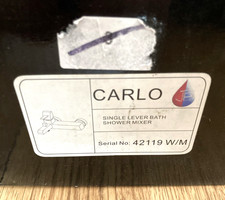 CARLO
SINGLE LEVER BATH
SHOWER MIXER
Serial No: 42119 W/M